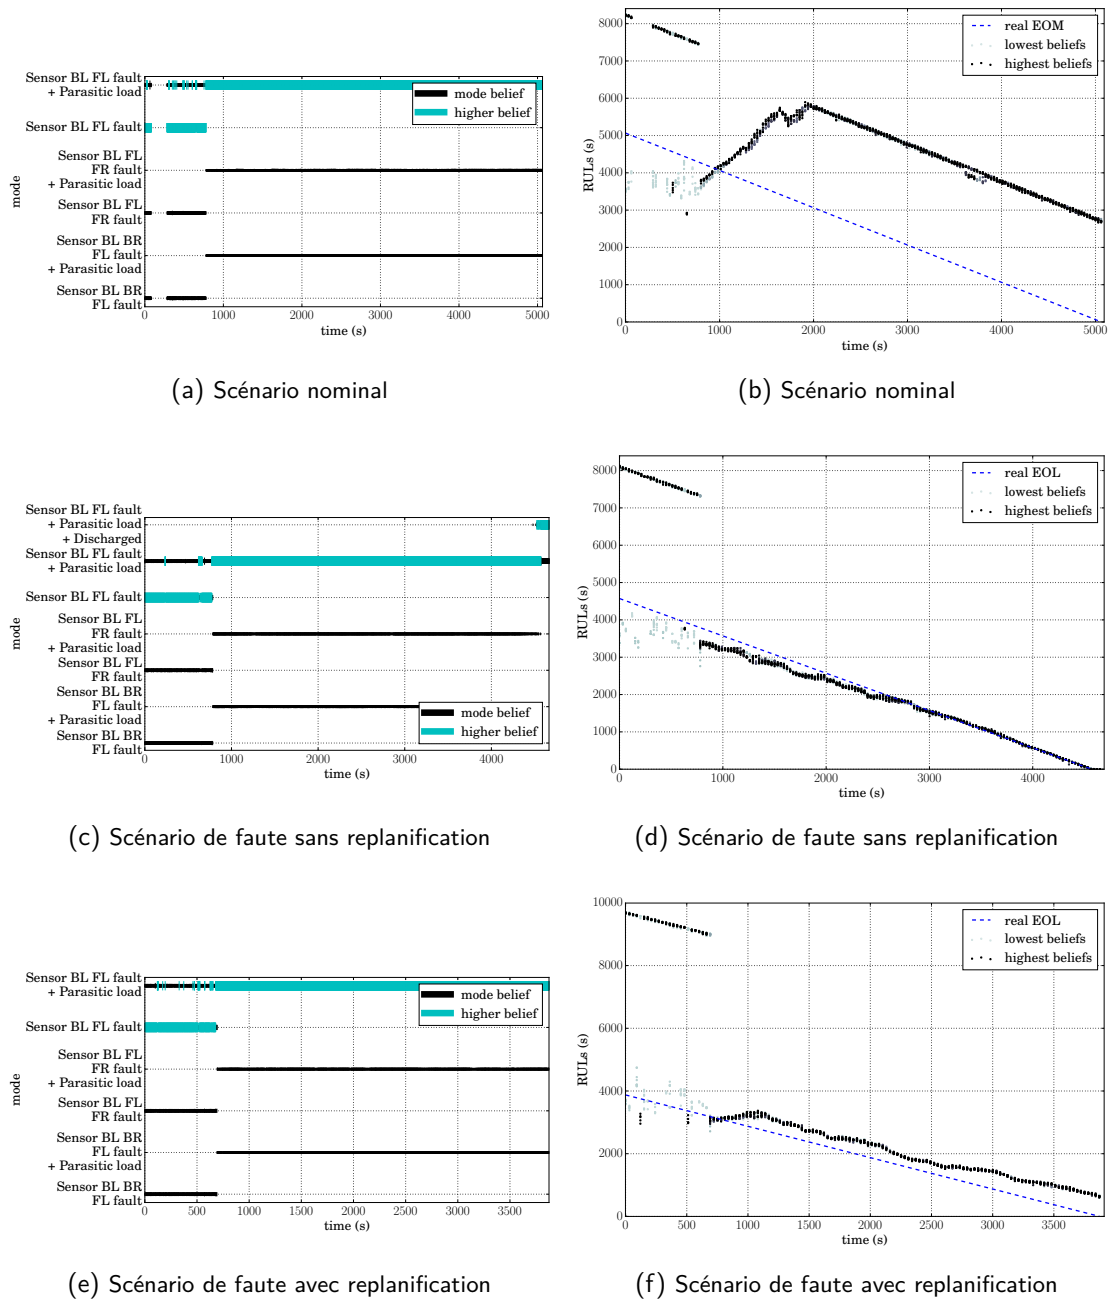 Sensor BL FL fault
+ Parasitic load
Sensor BL FL fault
Sensor BL FL
FR fault
+ Parasitic load
Sensor BL FL
FR fault
Sensor BL BR
FL fault
+ Parasitic load
Sensor BL BR
FL fault
mode
mode belief
higher belief
0 1000 2000 3000 4000 5000
time (s)
(a) Scénario nominal
8000
7000
6000
5000
4000
3000
2000
1000
0
RULs (s)
real EOM
lowest beliefs
highest beliefs
0 1000 2000 3000 4000 5000
time (s)
(b) Scénario nominal
Sensor BL FL fault
+ Parasitic load
+ Discharged
Sensor BL FL fault
+ Parasitic load
Sensor BL FL fault
Sensor BL FL
FR fault
+ Parasitic load
Sensor BL FL
FR fault
Sensor BL BR
FL fault
+ Parasitic load
Sensor BL BR
FL fault
mode
mode belief
higher belief
0 1000 2000 3000 4000
time (s)
(c) Scénario de faute sans replanification
8000
7000
6000
5000
4000
3000
2000
1000
0
RULs (s)
real EOL
lowest beliefs
highest beliefs
0 1000 2000 3000 4000
time (s)
(d) Scénario de faute sans replanification
Sensor BL FL fault
+ Parasitic load
Sensor BL FL fault
Sensor BL FL
FR fault
+ Parasitic load
Sensor BL FL
FR fault
Sensor BL BR
FL fault
+ Parasitic load
Sensor BL BR
FL fault
mode
mode belief
higher belief
0 500 1000 1500 2000 2500 3000 3500
time (s)
(e) Scénario de faute avec replanification
10000
8000
6000
4000
2000
0
RULs (s)
real EOL
lowest beliefs
highest beliefs
0 500 1000 1500 2000 2500 3000 3500
time (s)
(f) Scénario de faute avec replanification